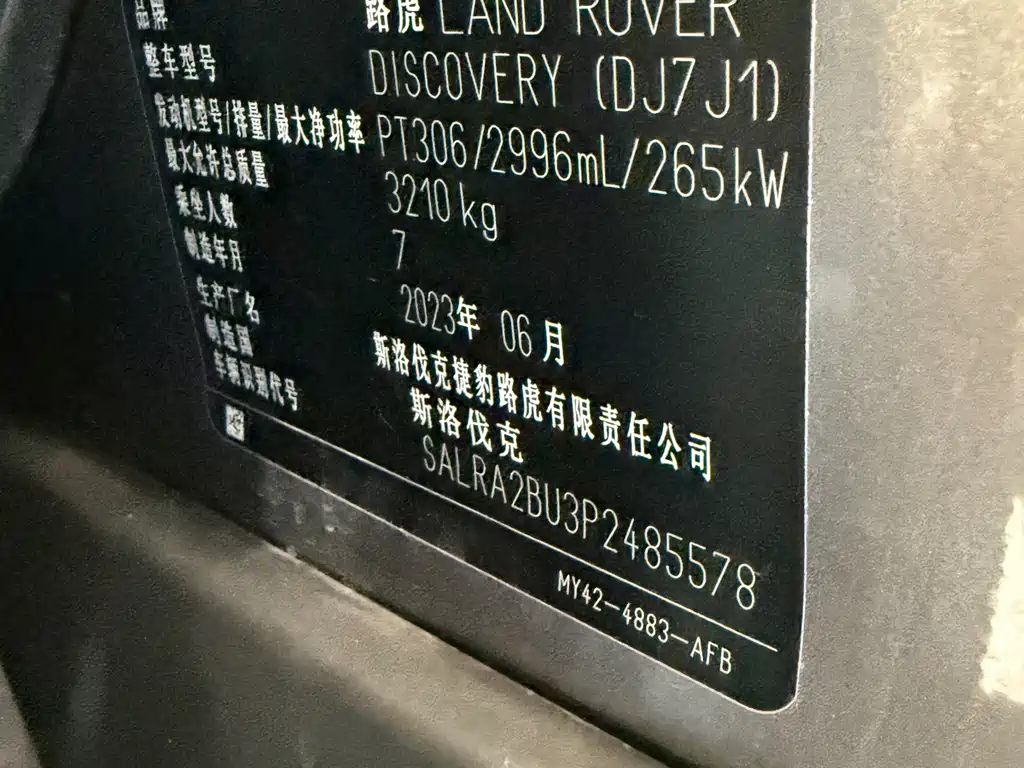 品牌 路虎 LAND ROVER
整车型号 DISCOVERY (DJ7J1)
发动机型号/排量/最大净功率 PT306/2996mL/265kW
最大允许总质量 3210kg
乘坐人数 7
制造年月 2023年 06月
生产厂名 斯洛伐克捷豹路虎有限责任公司
制造国 斯洛伐克
车辆识别代号 SALRA2BU3P2485578
MY42-4883-AFB